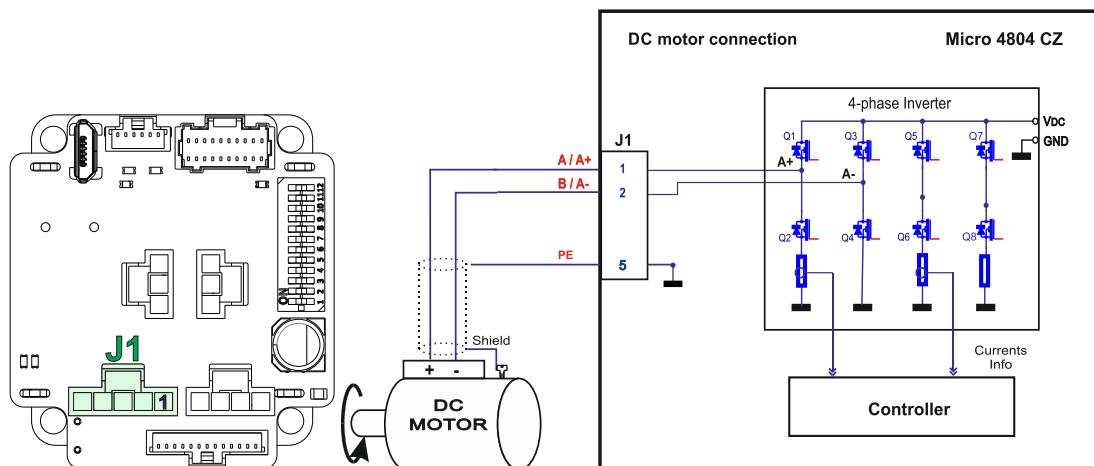 DC motor connection
Micro 4804 CZ
4-phase Inverter
VDC
GND
Q1
Q3
Q5
Q7
A+
A-
Q2
Q4
Q6
Q8
J1
A / A+
1
B / A-
2
PE
5
Shield
+ -
DC
MOTOR
Currents
Info
Controller
J1
1
ON
1 2 3 4 5 6 7 8 9 10 11 12